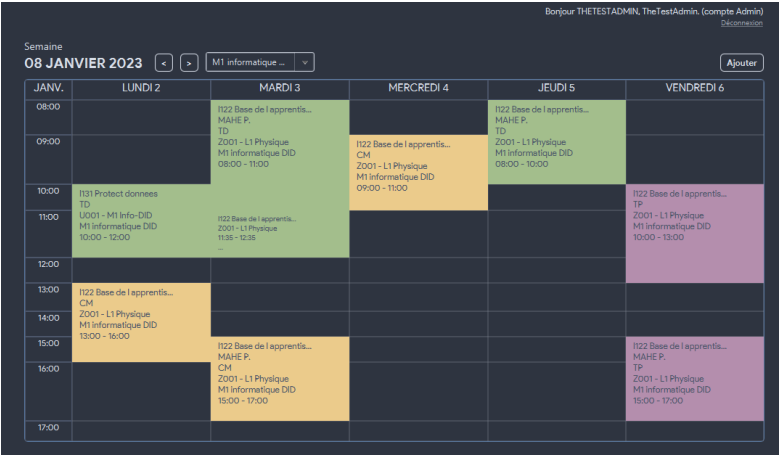 Bonjour THETESTADMIN, TheTestAdmin. (compte Admin)
Déconnexion
Semaine
08 JANVIER 2023
<
>
M1 informatique ...
Ajouter
JANV.
LUNDI 2
MARDI 3
MERCREDI 4
JEUDI 5
VENDREDI 6
08:00
09:00
10:00
11:00
12:00
13:00
14:00
15:00
16:00
17:00
I131 Protect donnees
TD
U001 - M1 Info-DID
M1 informatique DID
10:00 - 12:00
I122 Base de l apprentis...
CM
Z001 - L1 Physique
M1 informatique DID
13:00 - 16:00
I122 Base de l apprentis...
MAHE P.
TD
Z001 - L1 Physique
M1 informatique DID
08:00 - 11:00
I122 Base de l apprentis...
Z001 - L1 Physique
11:35 - 12:35
...
I122 Base de l apprentis...
MAHE P.
CM
Z001 - L1 Physique
M1 informatique DID
15:00 - 17:00
I122 Base de l apprentis...
CM
Z001 - L1 Physique
M1 informatique DID
09:00 - 11:00
I122 Base de l apprentis...
MAHE P.
TD
Z001 - L1 Physique
M1 informatique DID
08:00 - 10:00
I122 Base de l apprentis...
TP
Z001 - L1 Physique
M1 informatique DID
10:00 - 13:00
I122 Base de l apprentis...
MAHE P.
TP
Z001 - L1 Physique
M1 informatique DID
15:00 - 17:00